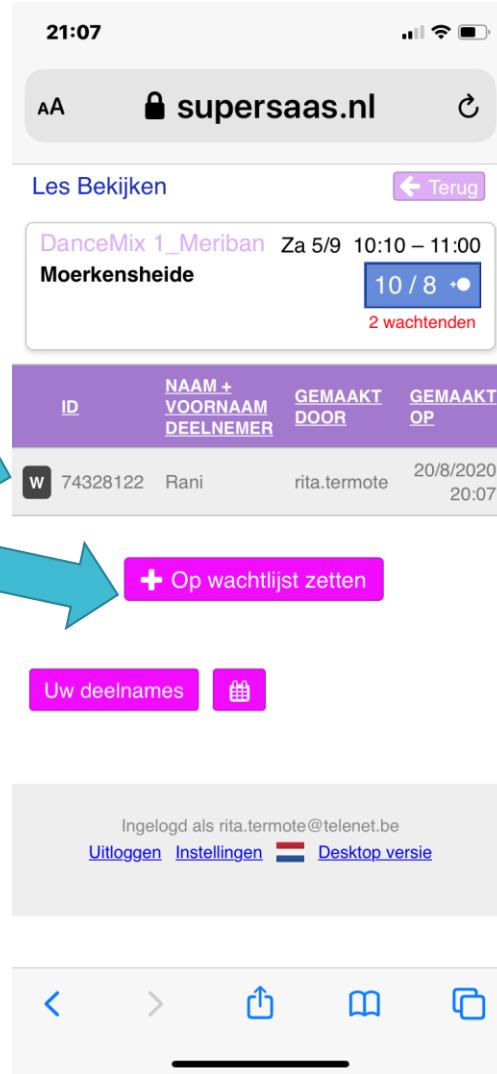 21:07
AA supersaas.nl
Les Bekijken
Terug
DanceMix 1_Meriban Za 5/9 10:10 – 11:00
Moerkensheide
10 / 8
2 wachtenden
ID
NAAM +
VOORNAAM
DEELNEMER
GEMAAKT
DOOR
GEMAAKT
OP
W 74328122 Rani rita.termote 20/8/2020
20:07
+ Op wachtlijst zetten
Uw deelnames
Ingelogd als rita.termote@telenet.be
Uitloggen Instellingen Desktop versie